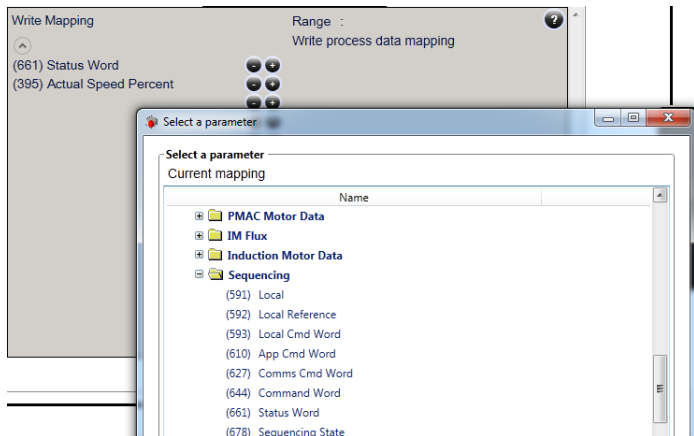 Write Mapping
Range :
Write process data mapping
(661) Status Word
(395) Actual Speed Percent
Select a parameter
Select a parameter
Current mapping
Name
PMAC Motor Data
IM Flux
Induction Motor Data
Sequencing
(591) Local
(592) Local Reference
(593) Local Cmd Word
(610) App Cmd Word
(627) Comms Cmd Word
(644) Command Word
(661) Status Word
(678) Sequencing State